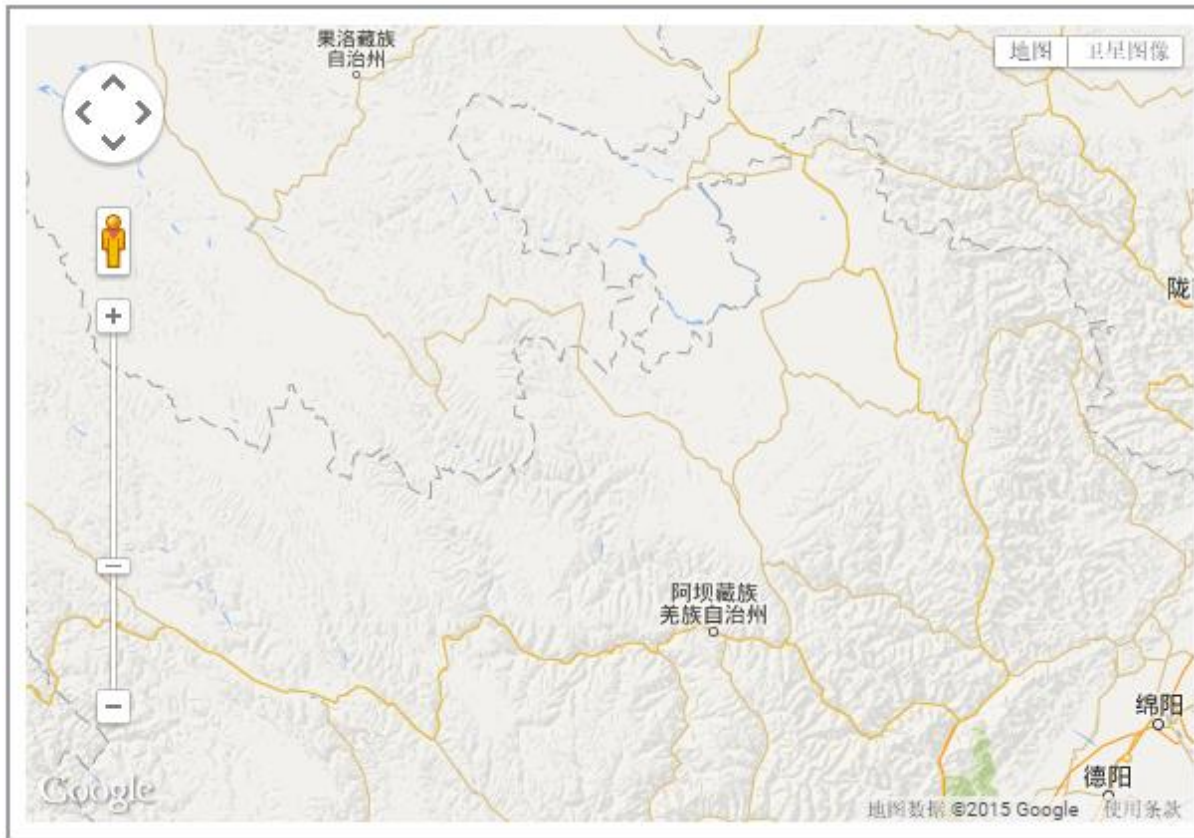 果洛藏族
自治州
地图
卫星图像
陇
阿坝藏族
羌族自治州
绵阳
德阳
Google
地图数据 ©2015 Google
使用条款